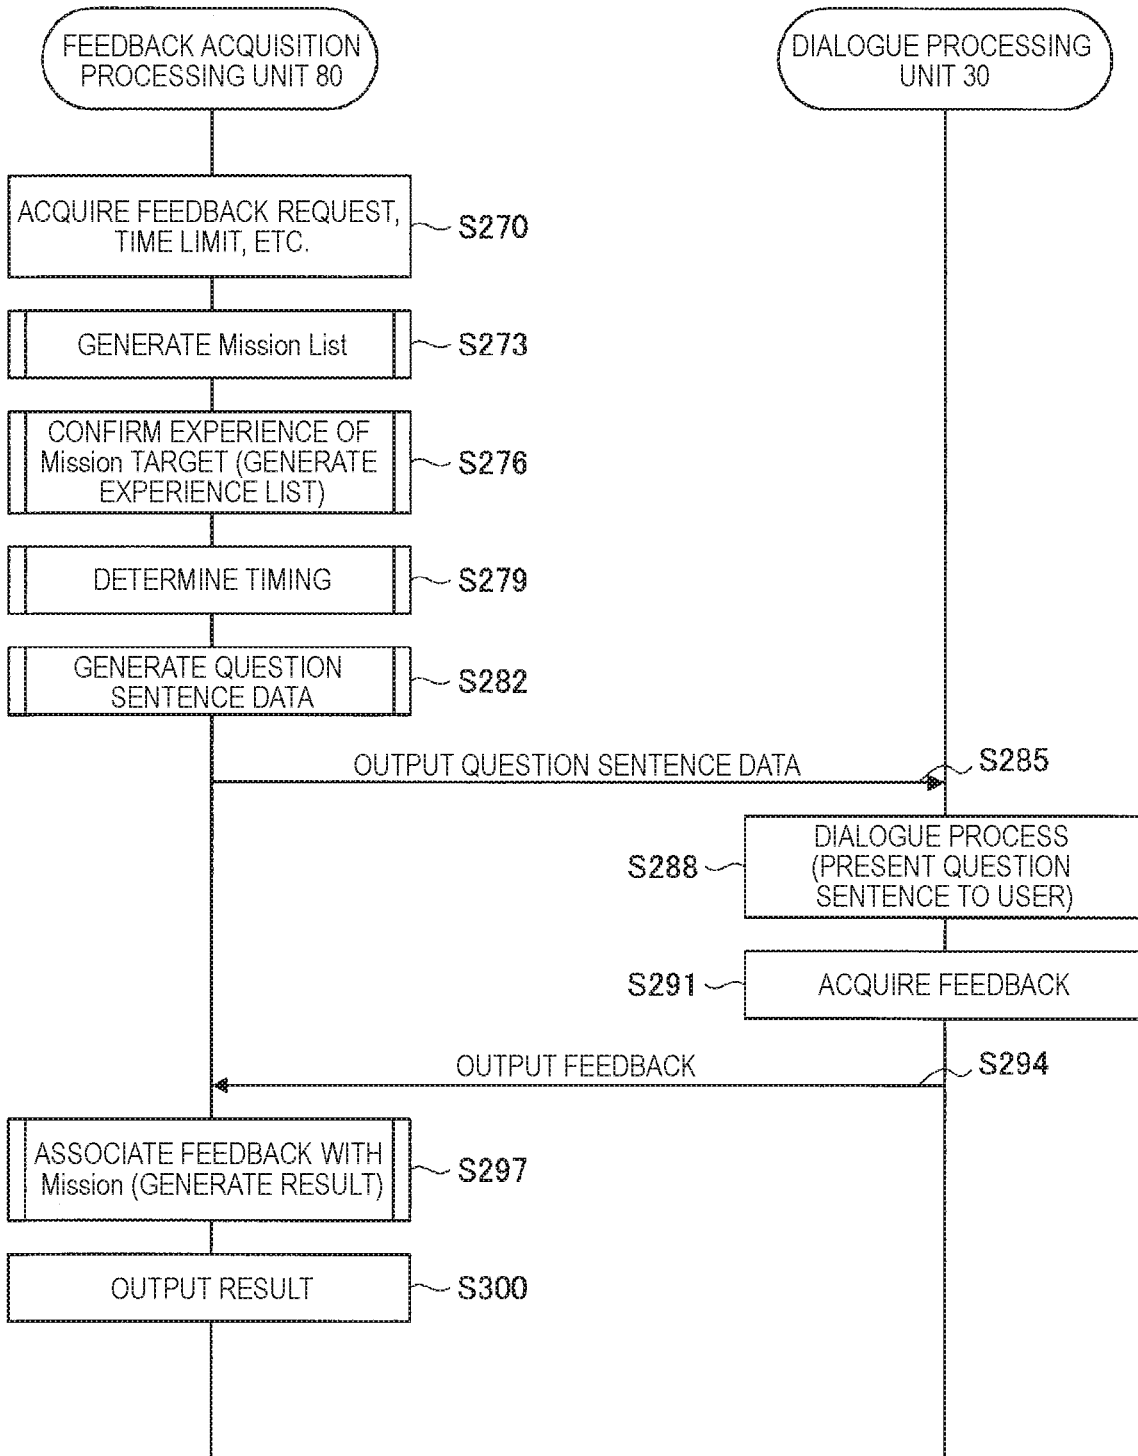 FEEDBACK ACQUISITION
PROCESSING UNIT 80
DIALOGUE PROCESSING
UNIT 30
ACQUIRE FEEDBACK REQUEST,
TIME LIMIT, ETC.
S270
GENERATE Mission List
S273
CONFIRM EXPERIENCE OF
Mission TARGET (GENERATE
EXPERIENCE LIST)
S276
DETERMINE TIMING
S279
GENERATE QUESTION
SENTENCE DATA
S282
OUTPUT QUESTION SENTENCE DATA
S285
DIALOGUE PROCESS
(PRESENT QUESTION
SENTENCE TO USER)
S288
S291
ACQUIRE FEEDBACK
OUTPUT FEEDBACK
S294
ASSOCIATE FEEDBACK WITH
Mission (GENERATE RESULT)
S297
OUTPUT RESULT
S300